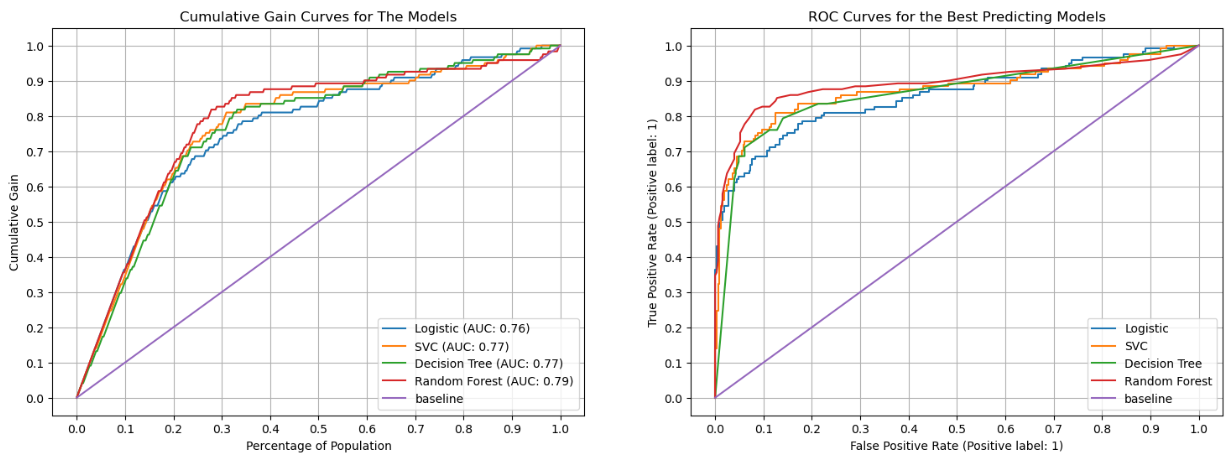 Cumulative Gain Curves for The Models
1.0
0.9
0.8
0.7
0.6
0.5
0.4
0.3
0.2
0.1
0.0
Cumulative Gain
Logistic (AUC: 0.76)
SVC (AUC: 0.77)
Decision Tree (AUC: 0.77)
Random Forest (AUC: 0.79)
baseline
0.0 0.1 0.2 0.3 0.4 0.5 0.6 0.7 0.8 0.9 1.0
Percentage of Population
ROC Curves for the Best Predicting Models
1.0
0.9
0.8
0.7
0.6
0.5
0.4
0.3
0.2
0.1
0.0
True Positive Rate (Positive label: 1)
Logistic
SVC
Decision Tree
Random Forest
baseline
0.0 0.1 0.2 0.3 0.4 0.5 0.6 0.7 0.8 0.9 1.0
False Positive Rate (Positive label: 1)